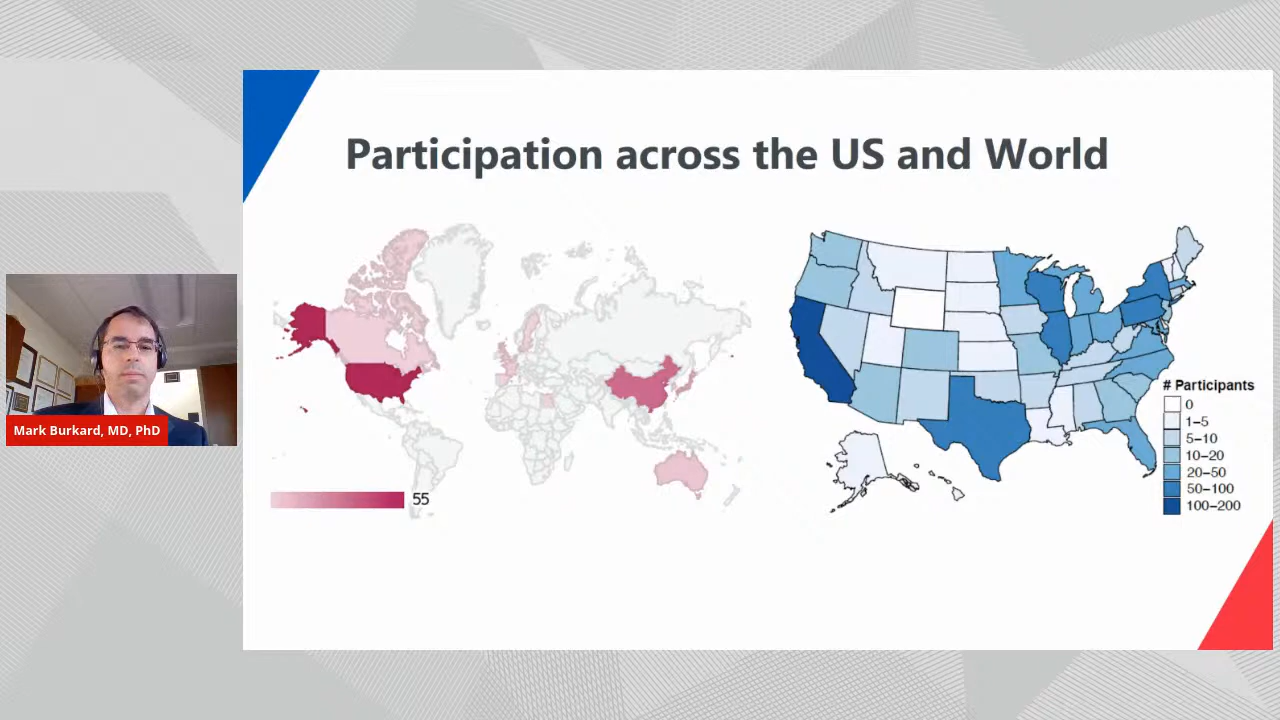 Participation across the US and World
Mark Burkard, MD, PhD
55
# Participants
0
1–5
5–10
10–20
20–50
50–100
100–200